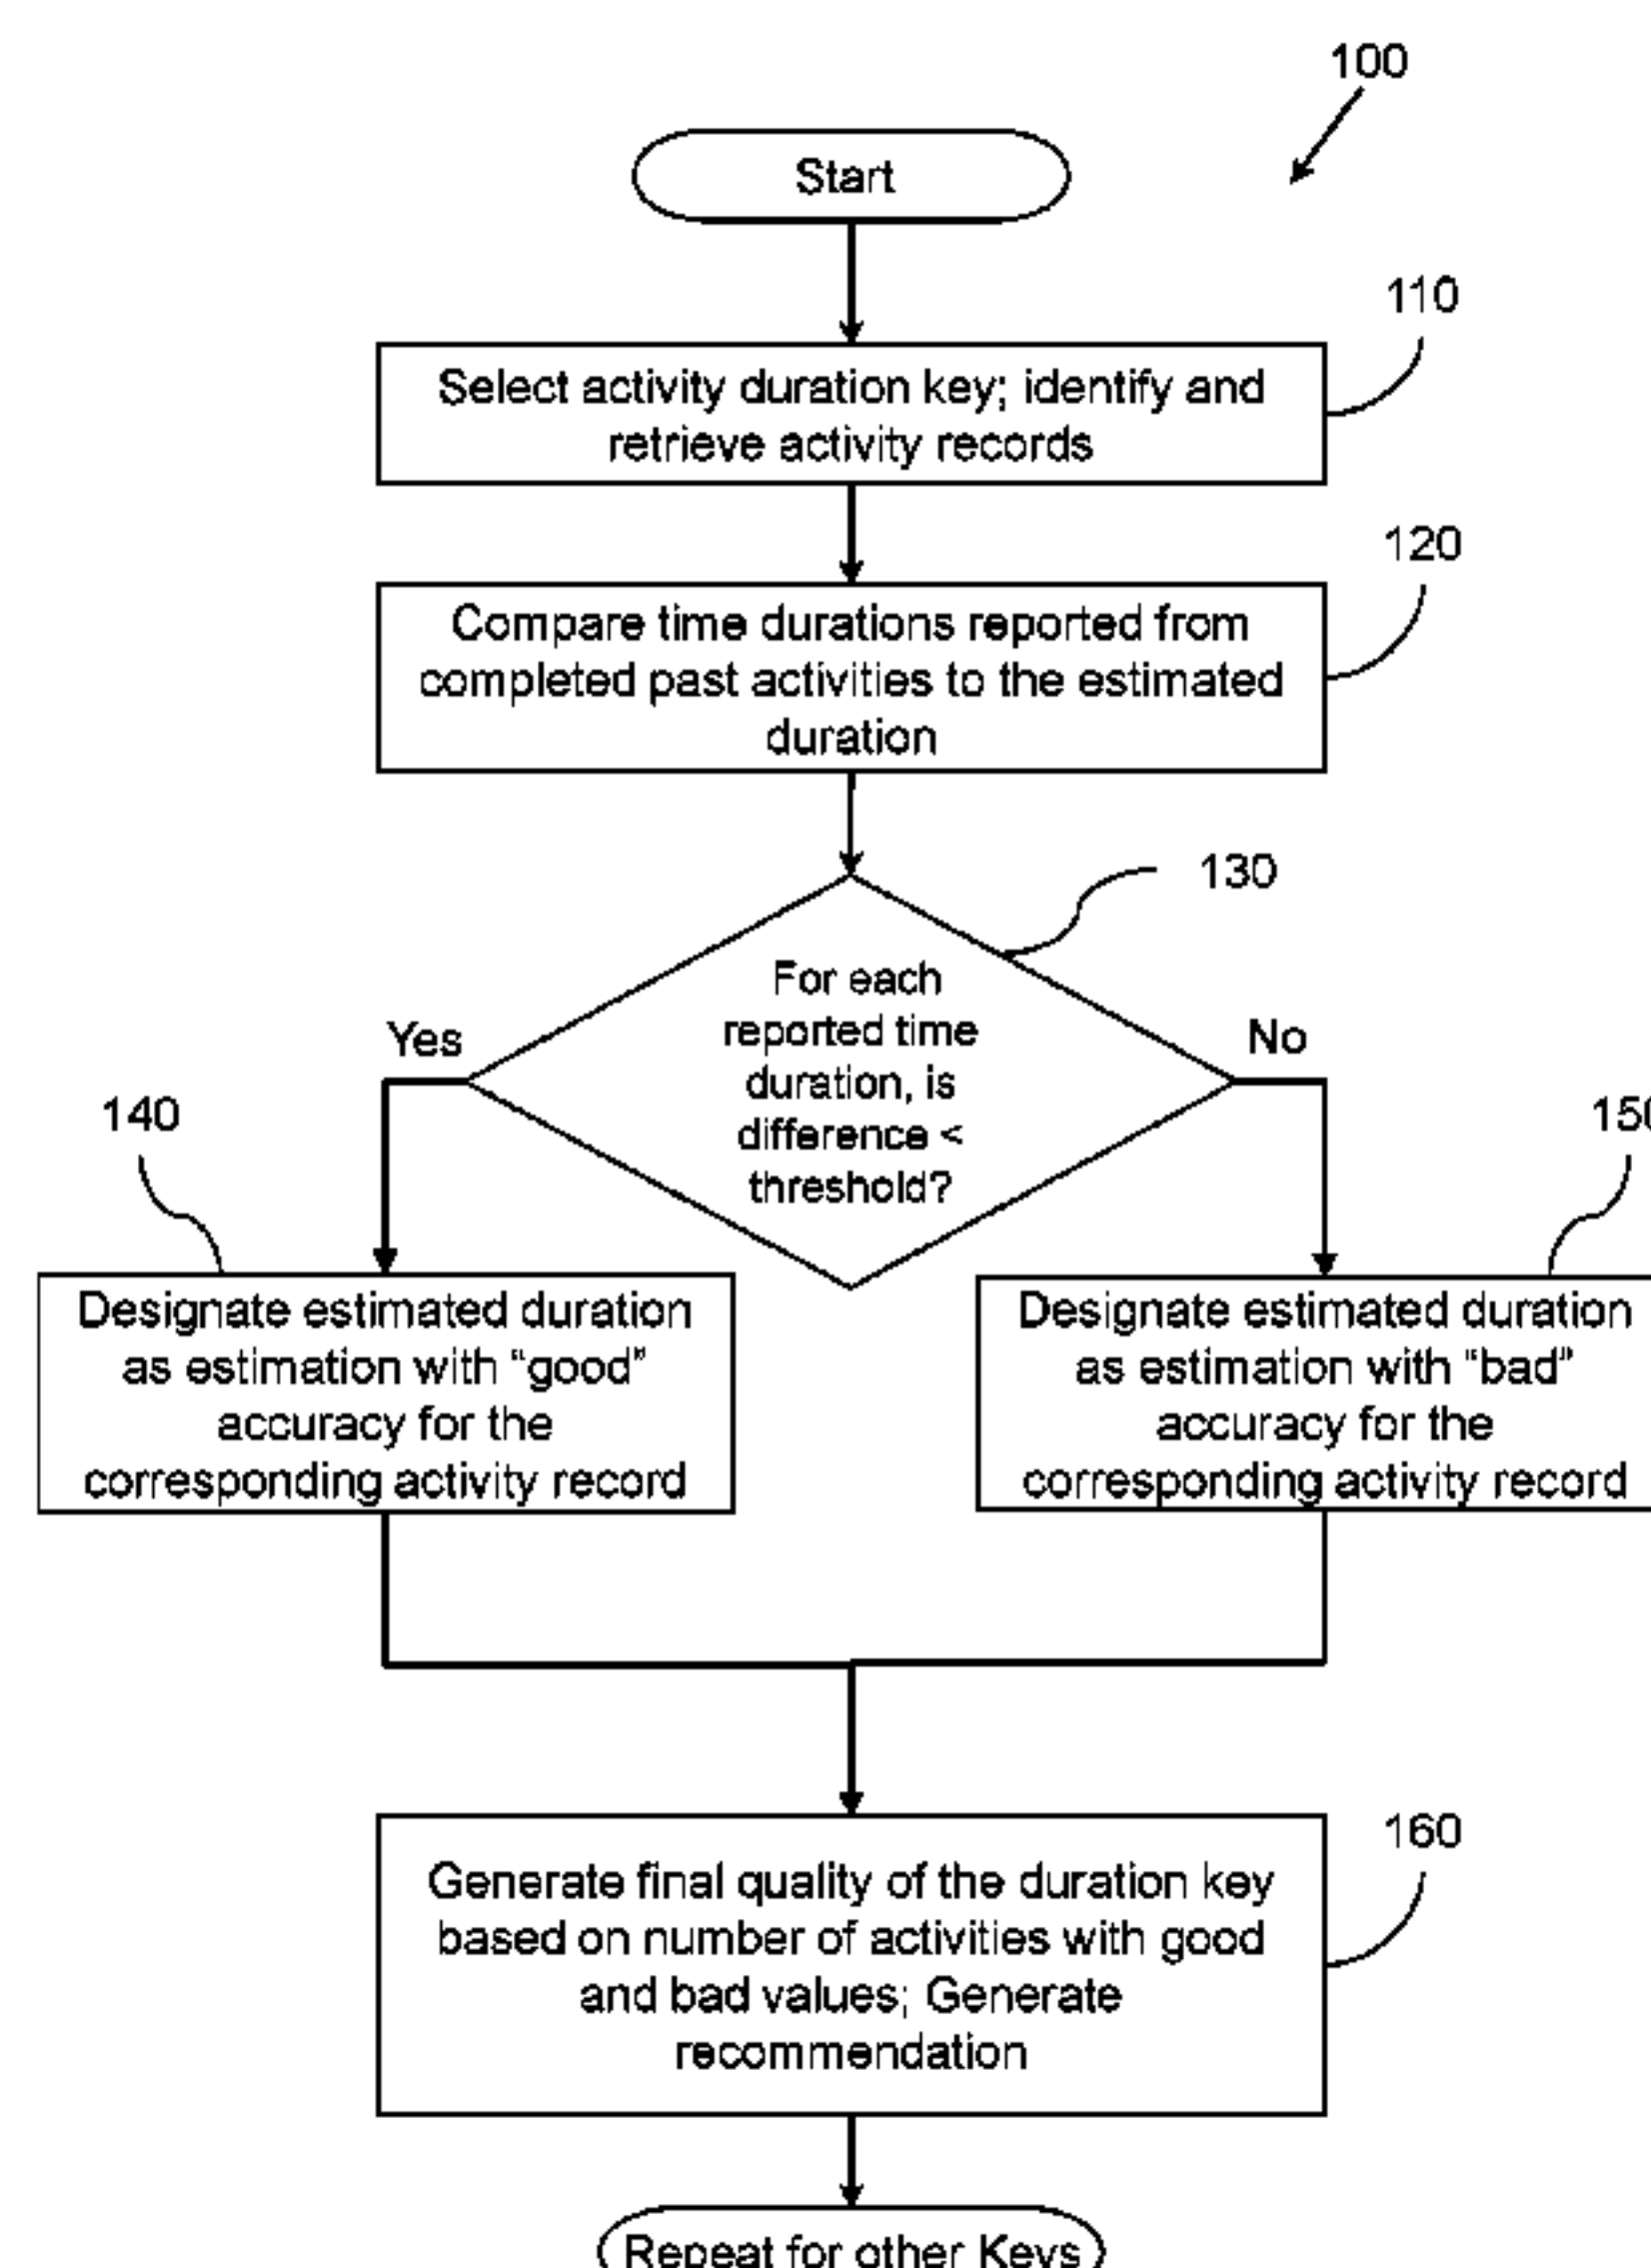 100
Start
110
Select activity duration key; identify and
retrieve activity records
120
Compare time durations reported from
completed past activities to the estimated
duration
130
For each
reported time
duration, is
difference <
threshold?
Yes
No
140
150
Designate estimated duration
as estimation with “good”
accuracy for the
corresponding activity record
Designate estimated duration
as estimation with “bad”
accuracy for the
corresponding activity record
160
Generate final quality of the duration key
based on number of activities with good
and bad values; Generate
recommendation
Repeat for other Keys